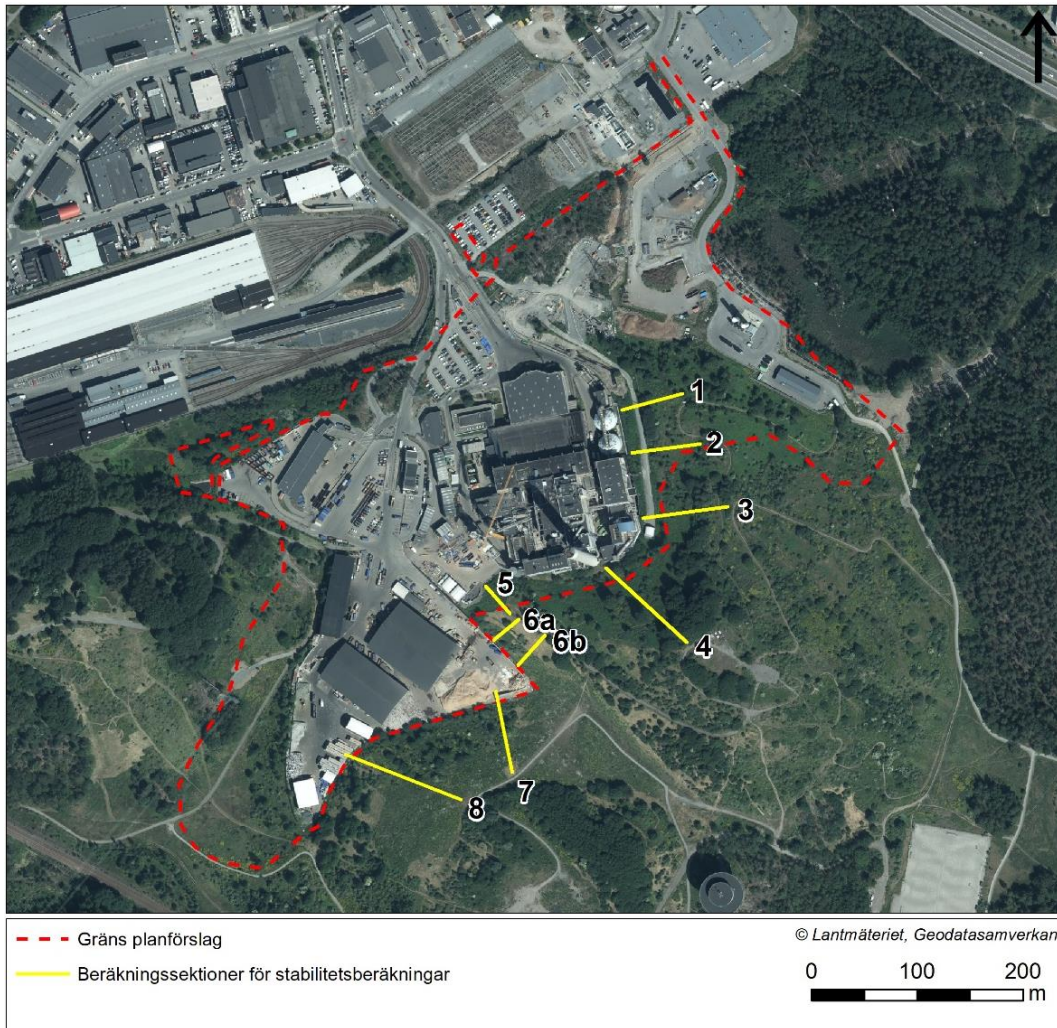 1
2
3
4
5
6a
6b
7
8
Gräns planförslag
Beräkningssektioner för stabilitetsberäkningar
© Lantmäteriet, Geodatasamverkan
0 100 200
m